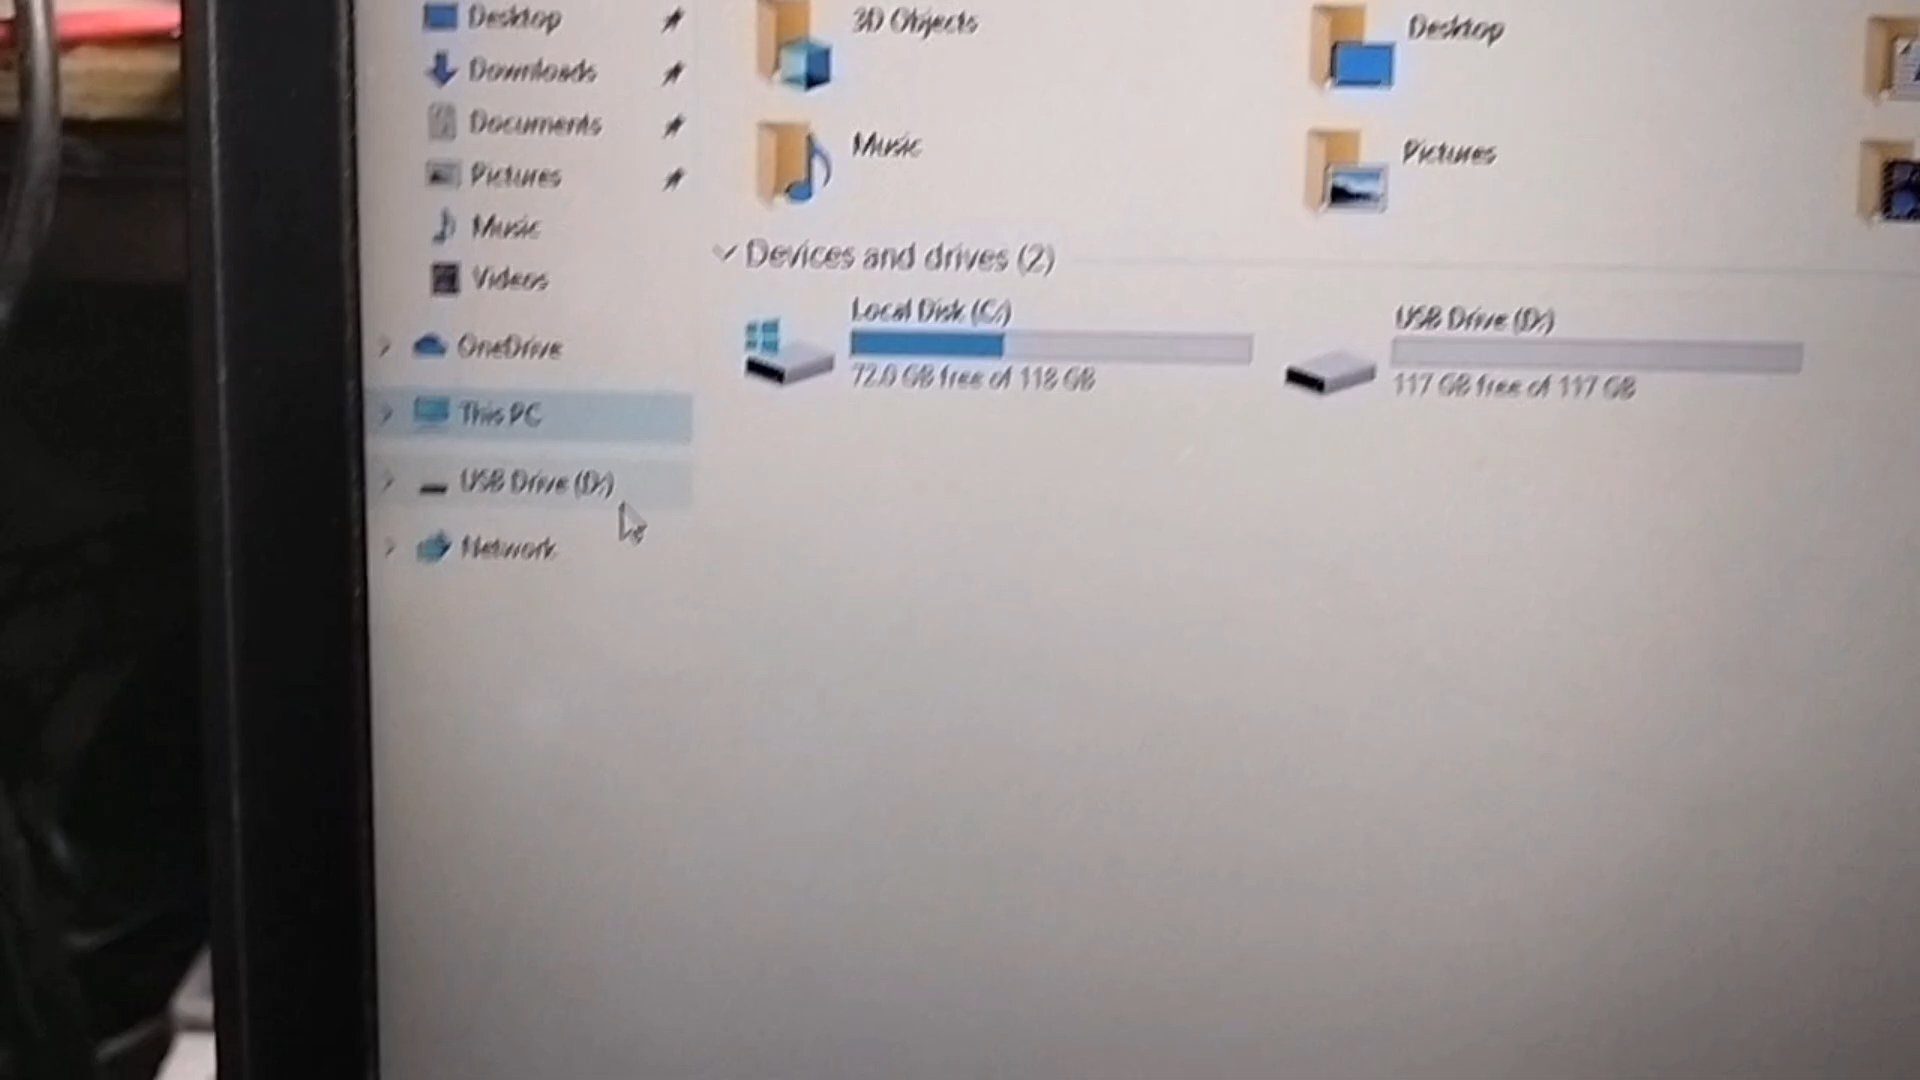 Desktop
Downloads
Documents
Pictures
Music
Videos
OneDrive
This PC
USB Drive (D:)
Network
3D Objects
Desktop
Music
Pictures
Devices and drives (2)
Local Disk (C:)
72.0 GB free of 118 GB
USB Drive (D:)
117 GB free of 117 GB